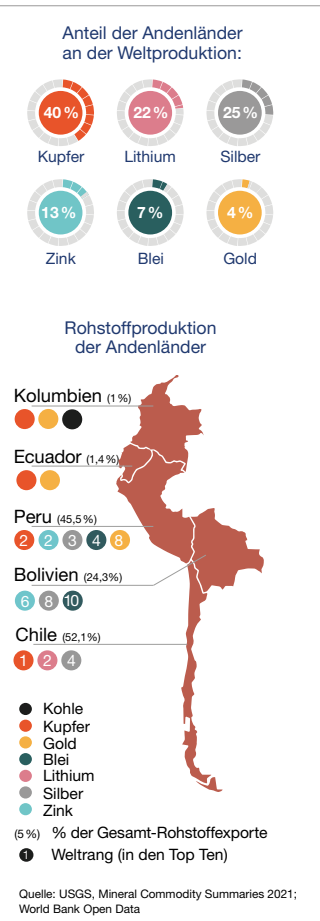 Anteil der Andenländer
an der Weltproduktion:
40 %
22 %
25 %
Kupfer
Lithium
Silber
13 %
7 %
4 %
Zink
Blei
Gold
Rohstoffproduktion
der Andenländer
Kolumbien (1 %)
Ecuador (1,4 %)
Peru (45,5 %)
2 2 3 4 8
Bolivien (24,3%)
6 8 10
Chile (52,1%)
1 2 4
Kohle
Kupfer
Gold
Blei
Lithium
Silber
Zink
(5 %) % der Gesamt-Rohstoffexporte
1 Weltrang (in den Top Ten)
Quelle: USGS, Mineral Commodity Summaries 2021;
World Bank Open Data